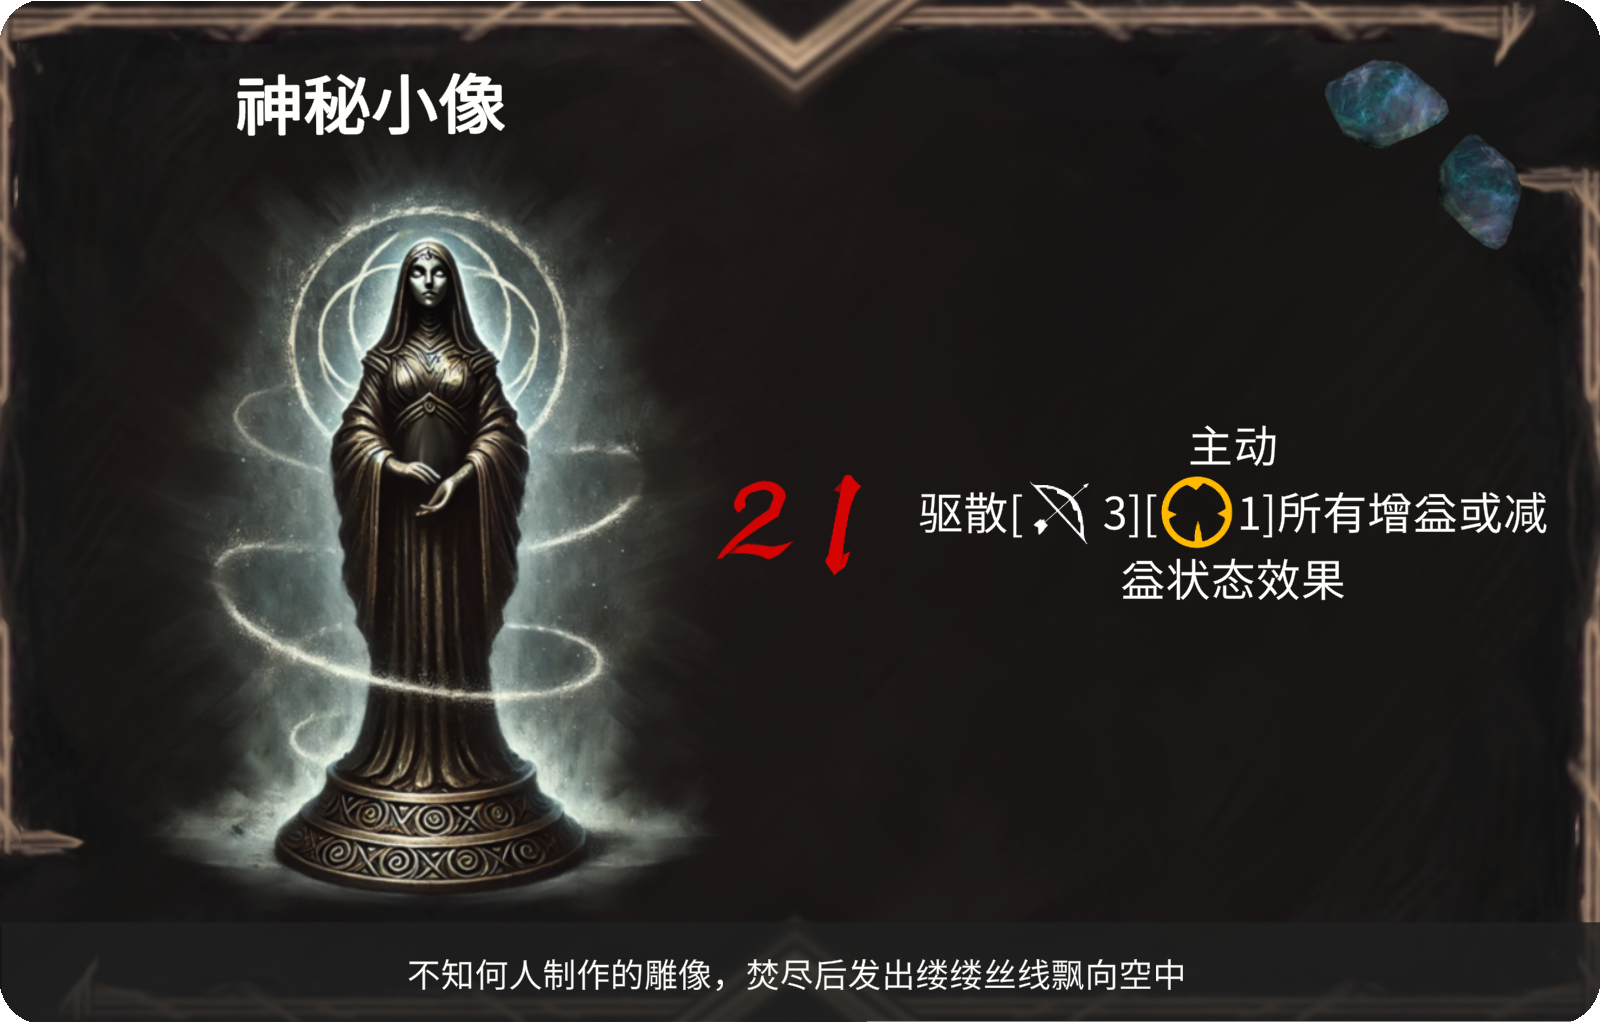 神秘小像
21
主动
驱散[ 3][ 1]所有增益或减
益状态效果
不知何人制作的雕像，焚尽后发出缕缕丝线飘向空中